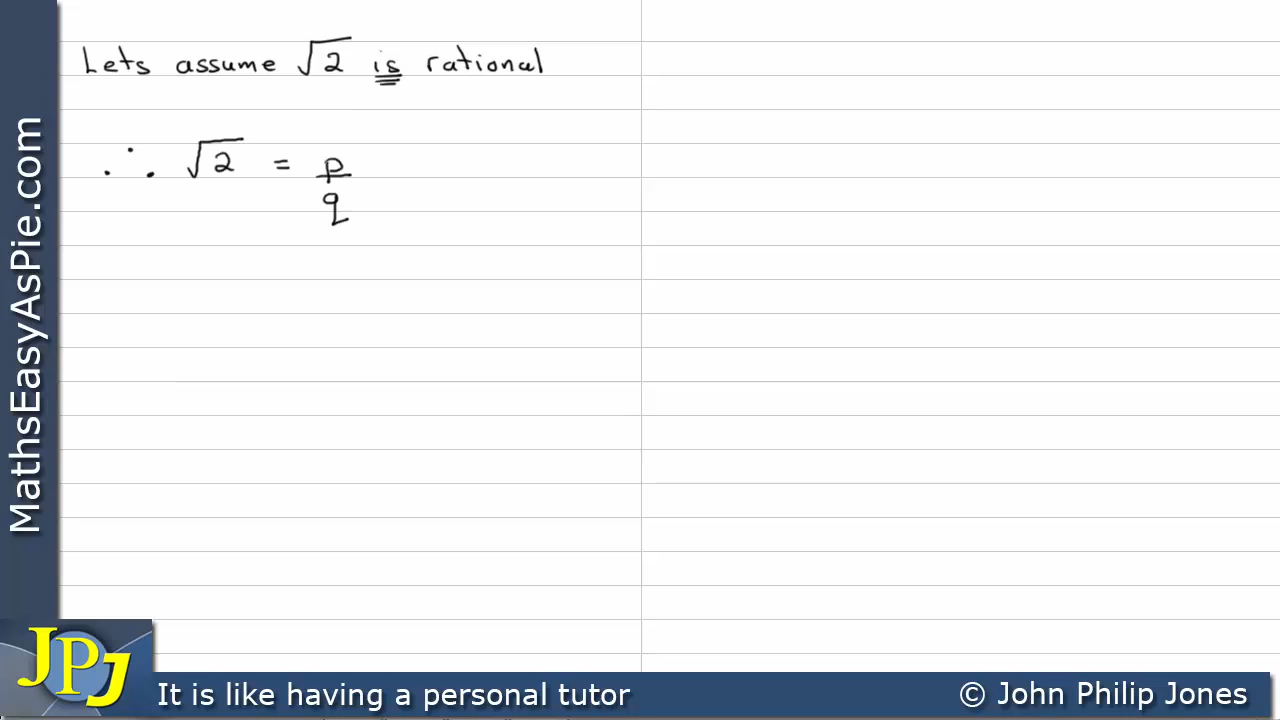 Lets assume √2 is rational
∴ √2 = p/q
MathsEasyAsPie.com
JPJ
It is like having a personal tutor
© John Philip Jones